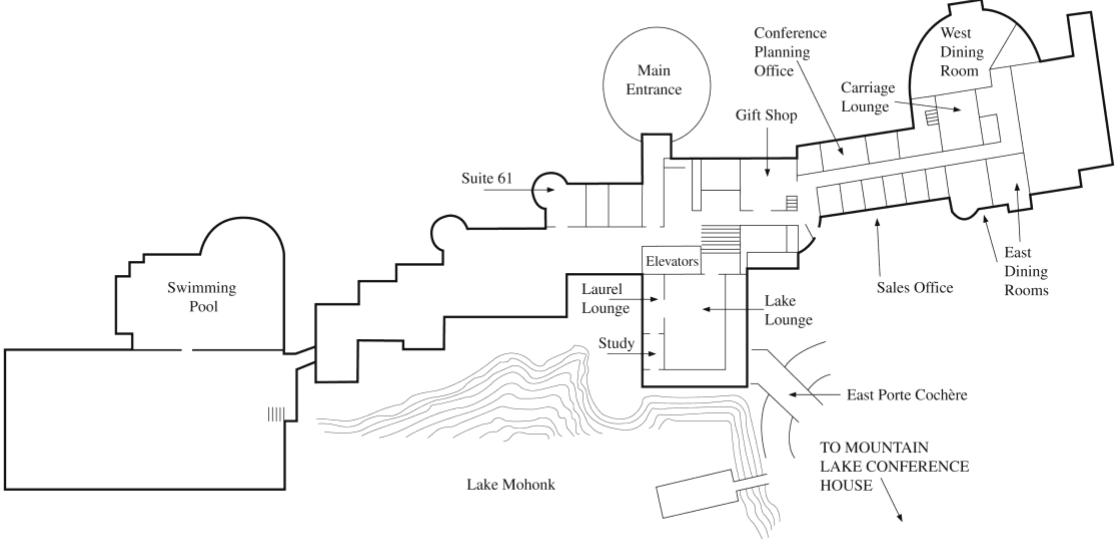 Conference
Planning
Office
West
Dining
Room
Main
Entrance
Carriage
Lounge
Gift Shop
Suite 61
Elevators
East
Dining
Rooms
Swimming
Pool
Laurel
Lounge
Lake
Lounge
Sales Office
Study
East Porte Cochère
TO MOUNTAIN
LAKE CONFERENCE
HOUSE
Lake Mohonk